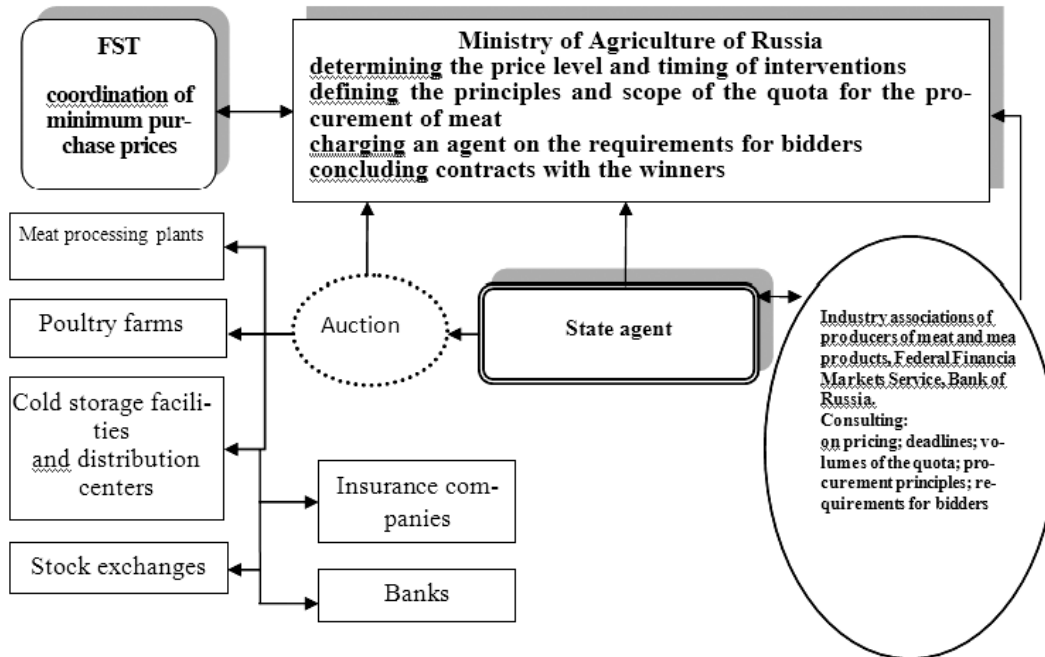 FST
coordination of
minimum pur-
chase prices
Ministry of Agriculture of Russia
determining the price level and timing of interventions
defining the principles and scope of the quota for the pro-
curement of meat
charging an agent on the requirements for bidders
concluding contracts with the winners
Meat processing plants
Poultry farms
Cold storage facili-
ties
and distribution
centers
Stock exchanges
Auction
State agent
Insurance com-
panies
Banks
Industry associations of
producers of meat and mea
products, Federal Financia
Markets Service, Bank of
Russia.
Consulting:
on pricing; deadlines; vo-
lumes of the quota; pro-
curement principles; re-
quirements for bidders